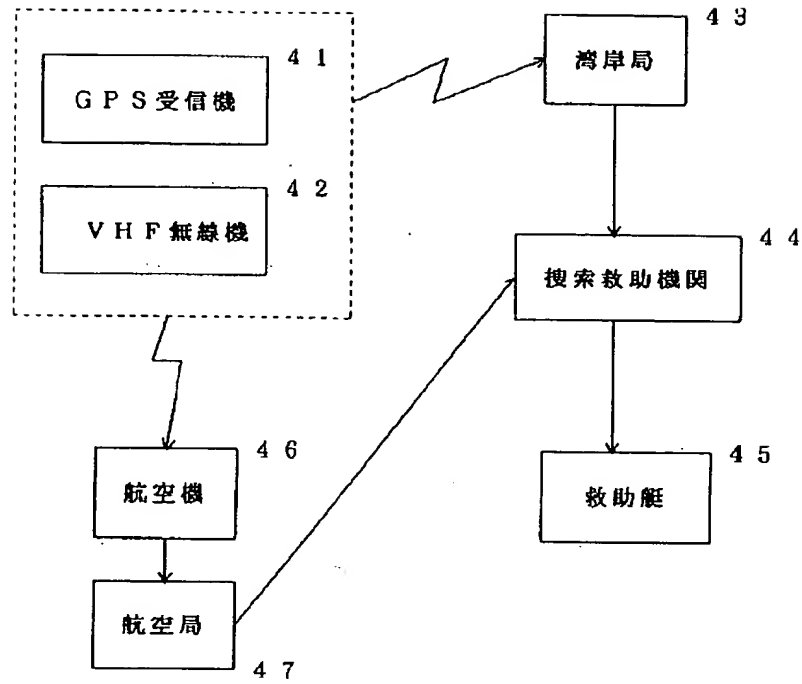 ４１
ＧＰＳ受信機
４２
ＶＨＦ無線機
４３
湾岸局
４４
捜索救助機関
４５
救助艇
４６
航空機
航空局
４７